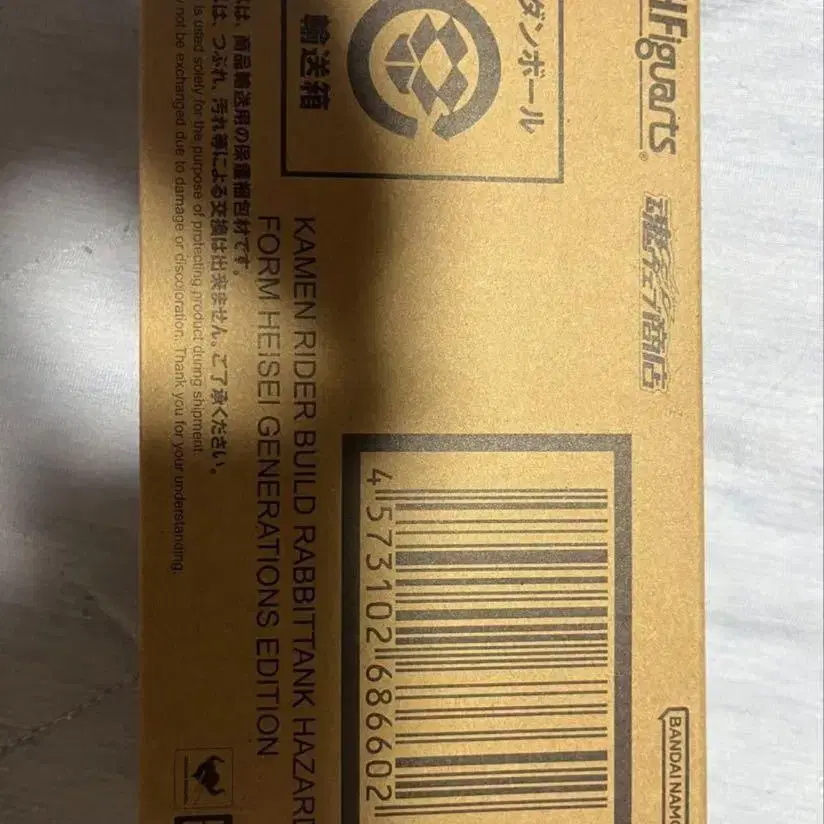 Figuarts
魂ウェブ商店
ダンボール
輸送箱
は、商品輸送用の保護梱包材です。
は、つぶれ、汚れ等による交換は出来ません。ご了承ください。
is used solely for the purpose of protecting product during shipment.
not be exchanged due to damage or discoloration. Thank you for your understanding.
KAMEN RIDER BUILD RABBITTANK HAZARD
FORM HEISEI GENERATIONS EDITION
4573102686602
BANDAI NAMCO